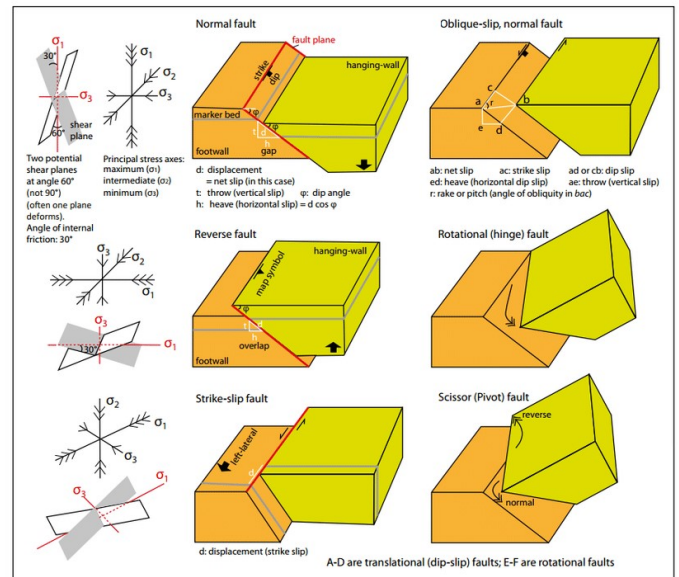 Normal fault
fault plane
strike
dip
hanging-wall
marker bed
φ
t
d
φ
h
gap
footwall
d: displacement
= net slip (in this case)
t: throw (vertical slip) φ: dip angle
h: heave (horizontal slip) = d cos φ
Oblique-slip, normal fault
c
a
r
b
e
d
ab: net slip ac: strike slip ad or cb: dip slip
ed: heave (horizontal dip slip) ae: throw (vertical slip)
r: rake or pitch (angle of obliquity in bac)
σ1
30°
σ3
60°
shear
plane
σ1
σ2
σ3
Two potential
shear planes
at angle 60°
(not 90°)
(often one plane
deforms).
Angle of internal
friction: 30°
Principal stress axes:
maximum (σ1)
intermediate (σ2)
minimum (σ3)
σ3
σ2
σ1
σ3
130°
σ1
Reverse fault
map symbol
hanging-wall
φ
t
d
h
overlap
footwall
Rotational (hinge) fault
σ2
σ1
σ3
σ1
σ3
Strike-slip fault
left-lateral
d
d: displacement (strike slip)
Scissor (Pivot) fault
reverse
normal
A-D are translational (dip-slip) faults; E-F are rotational faults